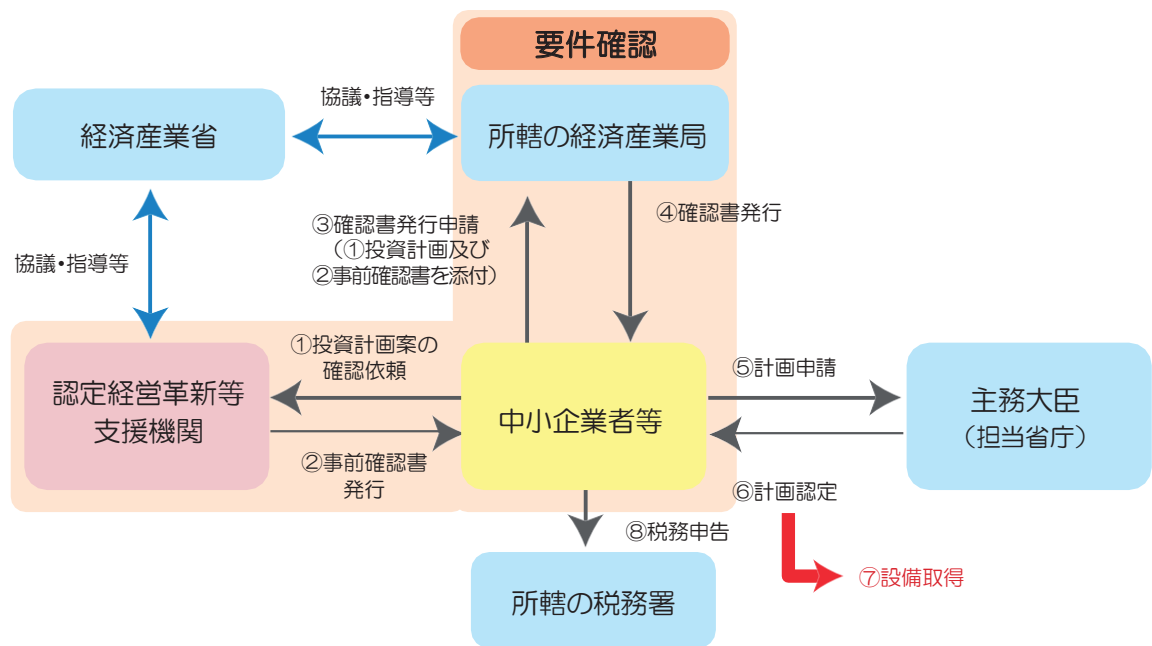 要件確認
経済産業省
協議・指導等
所轄の経済産業局
③確認書発行申請
（①投資計画及び
②事前確認書を添付）
④確認書発行
協議・指導等
認定経営革新等
支援機関
①投資計画案の
確認依頼
②事前確認書
発行
中小企業者等
⑤計画申請
主務大臣
（担当省庁）
⑥計画認定
⑧税務申告
⑦設備取得
所轄の税務署